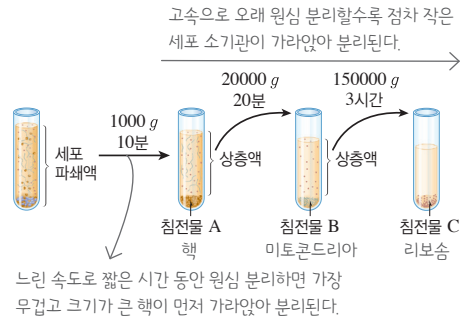 고속으로 오래 원심 분리할수록 점차 작은
세포 소기관이 가라앉아 분리된다.
1000 g
10분
20000 g
20분
150000 g
3시간
세포
파쇄액
상층액
상층액
침전물 A
핵
침전물 B
미토콘드리아
침전물 C
리보솜
느린 속도로 짧은 시간 동안 원심 분리하면 가장
무겁고 크기가 큰 핵이 먼저 가라앉아 분리된다.